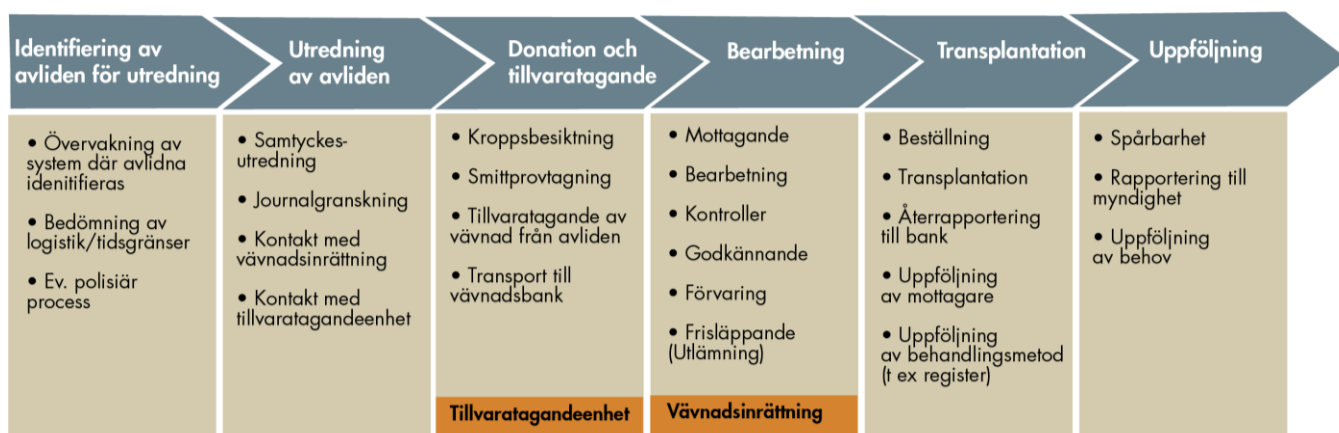 Identifiering av
avliden för utredning
Utredning
av avliden
Donation och
tillvaratagande
Bearbetning
Transplantation
Uppföljning
• Övervakning av
system där avlidna
idenitifieras
• Bedömning av
logistik/tidsgränser
• Ev. polisiär
process
• Samtyckes-
utredning
• Journalgranskning
• Kontakt med
vävnadsinrättning
• Kontakt med
tillvaratagandeenhet
• Kroppsbesiktning
• Smittprovtagning
• Tillvaratagande av
vävnad från avliden
• Transport till
vävnadsbank
Tillvaratagandeenhet
• Mottagande
• Bearbetning
• Kontroller
• Godkännande
• Förvaring
• Frisläppande
(Utlämning)
Vävnadsinrättning
• Beställning
• Transplantation
• Återrapportering
till bank
• Uppföljning
av mottagare
• Uppföljning
av behandlingsmetod
(t ex register)
• Spårbarhet
• Rapportering till
myndighet
• Uppföljning
av behov